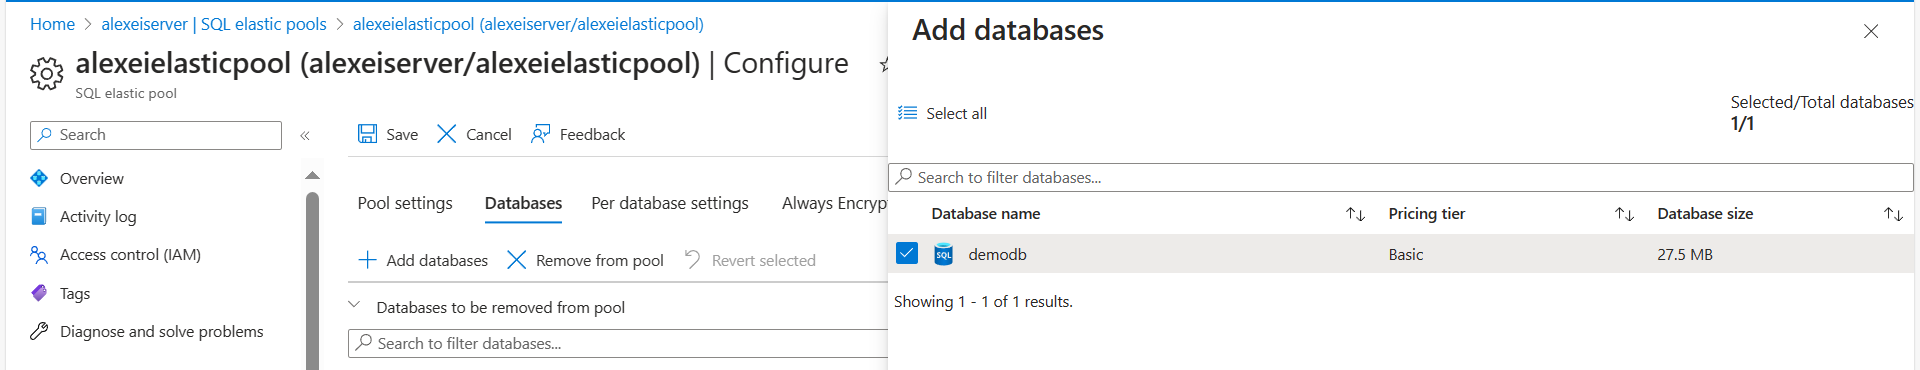 Home > alexeiserver | SQL elastic pools > alexeielasticpool (alexeiserver/alexeielasticpool)
alexeielasticpool (alexeiserver/alexeielasticpool) | Configure
SQL elastic pool
Search
Overview
Activity log
Access control (IAM)
Tags
Diagnose and solve problems
Save Cancel Feedback
Pool settings Databases Per database settings Always Encryp
Add databases Remove from pool Revert selected
Databases to be removed from pool
Search to filter databases...
Add databases
Select all
Selected/Total databases
1/1
Search to filter databases...
Database name Pricing tier Database size
SQL demodb Basic 27.5 MB
Showing 1 - 1 of 1 results.